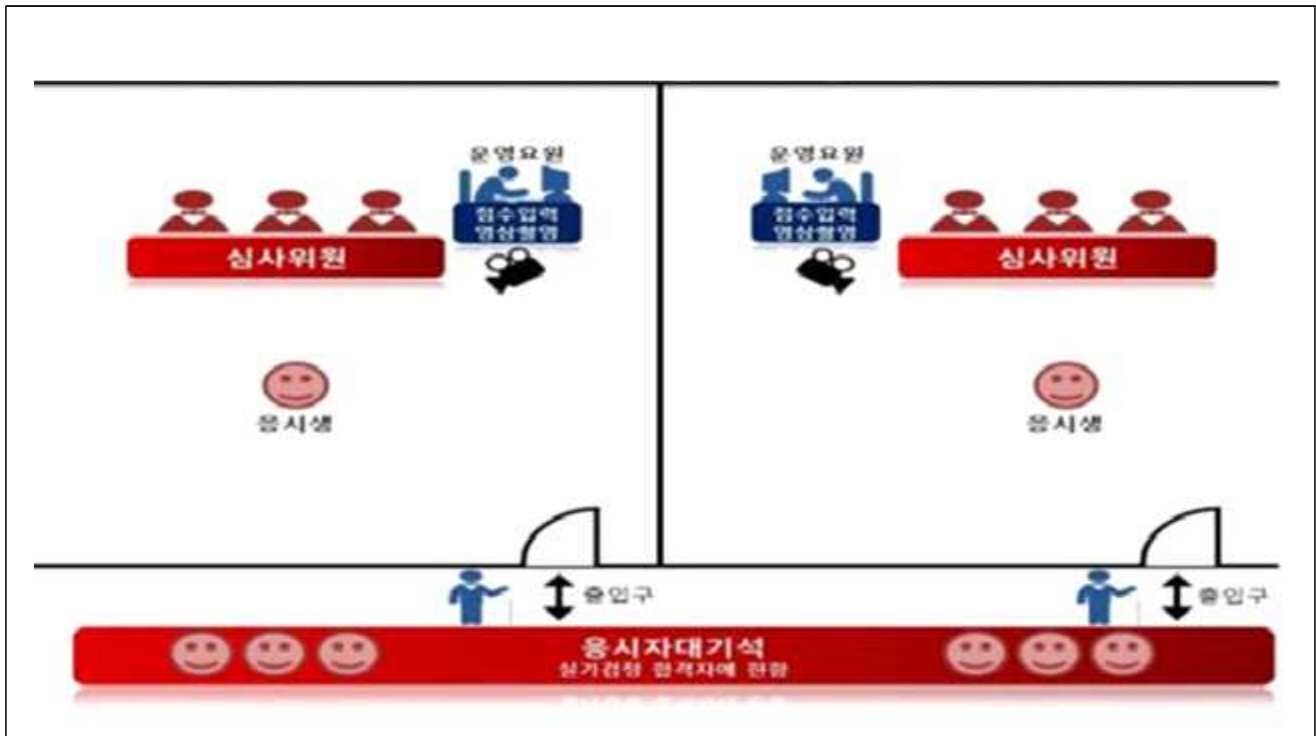 운영요원
운영요원
점수입력
영상촬영
점수입력
영상촬영
심사위원
심사위원
응시생
응시생
출입구
출입구
응시자대기석
실기검정 합격자에 한함